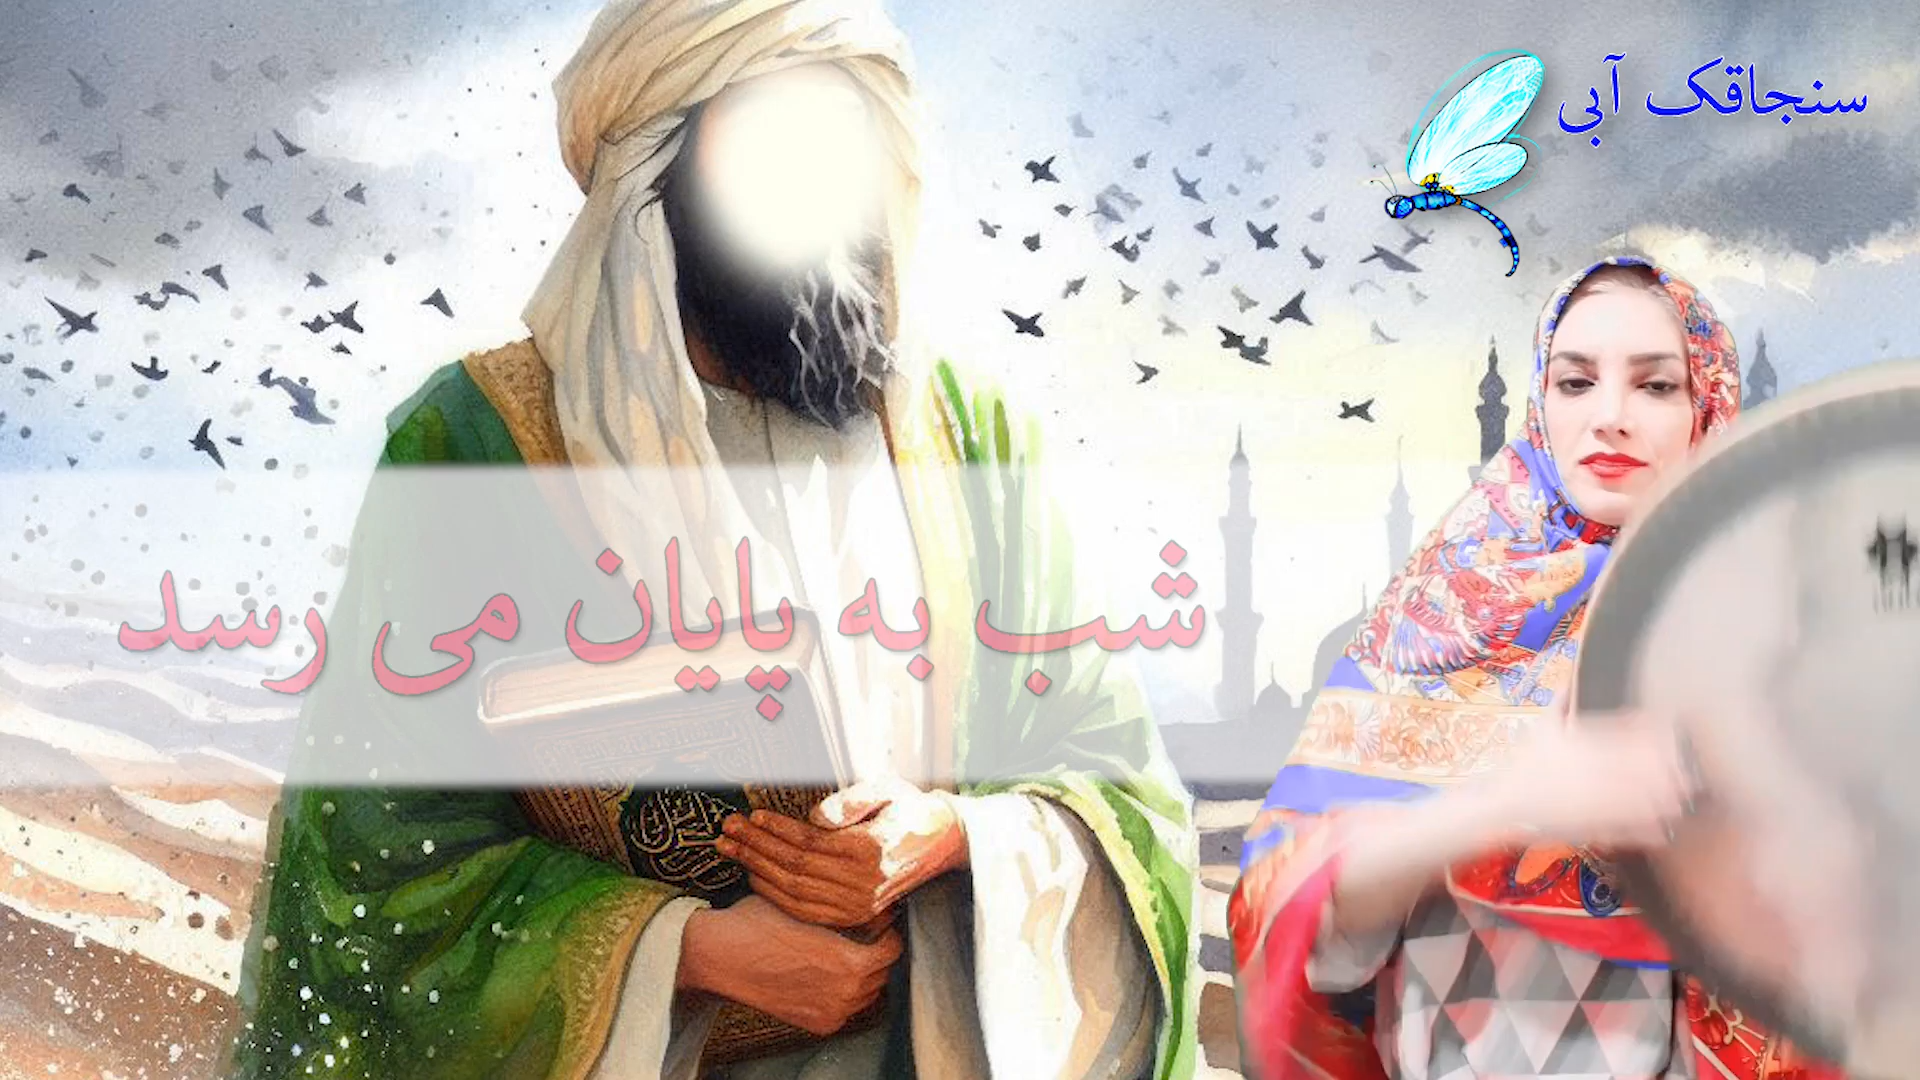 سنجاقک آبی
شب به پایان می رسد